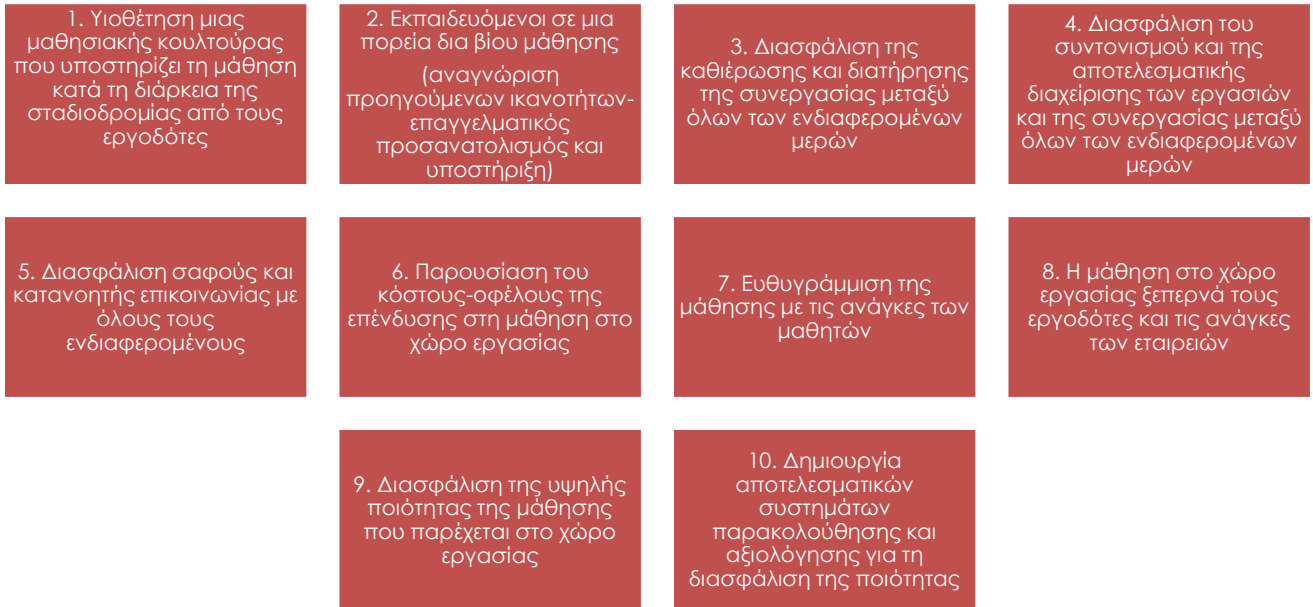 1. Υιοθέτηση μιας
μαθησιακής κουλτούρας
που υποστηρίζει τη μάθηση
κατά τη διάρκεια της
σταδιοδρομίας από τους
εργοδότες
2. Εκπαιδευόμενοι σε μια
πορεία δια βίου μάθησης
(αναγνώριση
προηγούμενων ικανοτήτων-
επαγγελματικός
προσανατολισμός και
υποστήριξη)
3. Διασφάλιση της
καθιέρωσης και διατήρησης
της συνεργασίας μεταξύ
όλων των ενδιαφερομένων
μερών
4. Διασφάλιση του
συντονισμού και της
αποτελεσματικής
διαχείρισης των εργασιών
και της συνεργασίας μεταξύ
όλων των ενδιαφερομένων
μερών
5. Διασφάλιση σαφούς και
κατανοητής επικοινωνίας με
όλους τους
ενδιαφερομένους
6. Παρουσίαση του
κόστους-οφέλους της
επένδυσης στη μάθηση στο
χώρο εργασίας
7. Ευθυγράμμιση της
μάθησης με τις ανάγκες των
μαθητών
8. Η μάθηση στο χώρο
εργασίας ξεπερνά τους
εργοδότες και τις ανάγκες
των εταιρειών
9. Διασφάλιση της υψηλής
ποιότητας της μάθησης
που παρέχεται στο χώρο
εργασίας
10. Δημιουργία
αποτελεσματικών
συστημάτων
παρακολούθησης και
αξιολόγησης για τη
διασφάλιση της ποιότητας